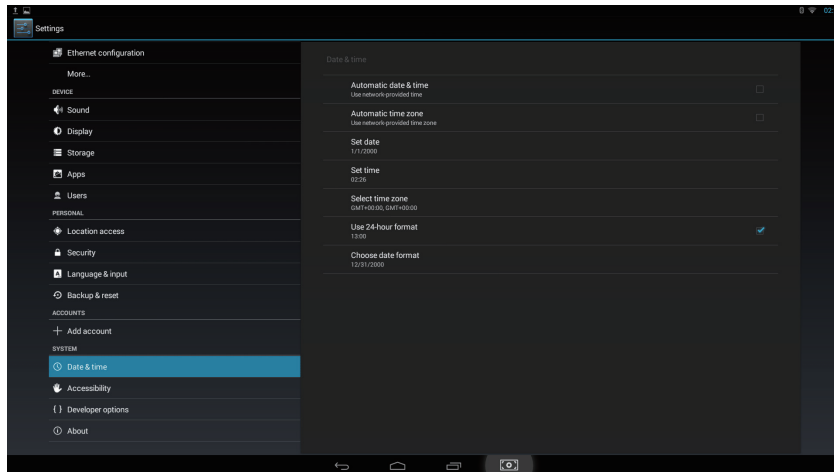 02:
Settings
Ethernet configuration
More...
DEVICE
Sound
Display
Storage
Apps
Users
PERSONAL
Location access
Security
Language & input
Backup & reset
ACCOUNTS
Add account
SYSTEM
Date & time
Accessibility
Developer options
About
Date & time
Automatic date & time
Use network-provided time
Automatic time zone
Use network-provided time zone
Set date
1/1/2000
Set time
02:26
Select time zone
GMT+00:00, GMT+00:00
Use 24-hour format
13:00
Choose date format
12/31/2000